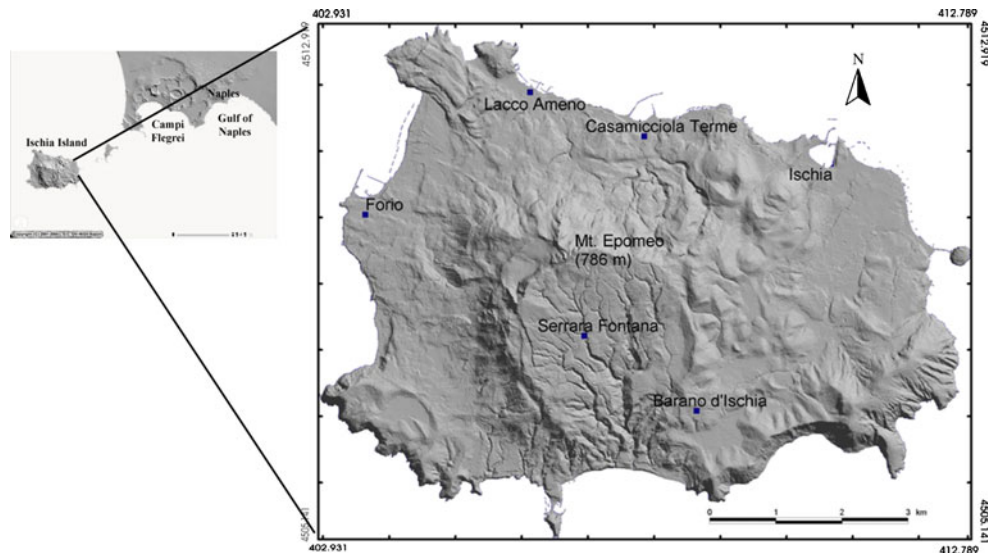 402.931
412.789
4512.919
4512.919
N
Naples
Campi
Flegrei
Gulf of
Naples
Ischia Island
Lacco Ameno
Casamicciola Terme
Ischia
Forio
Mt. Epomeo
(786 m)
Serrara Fontana
Barano d'Ischia
0 1 2 3 km
4505.141
4505.141
402.931
412.789